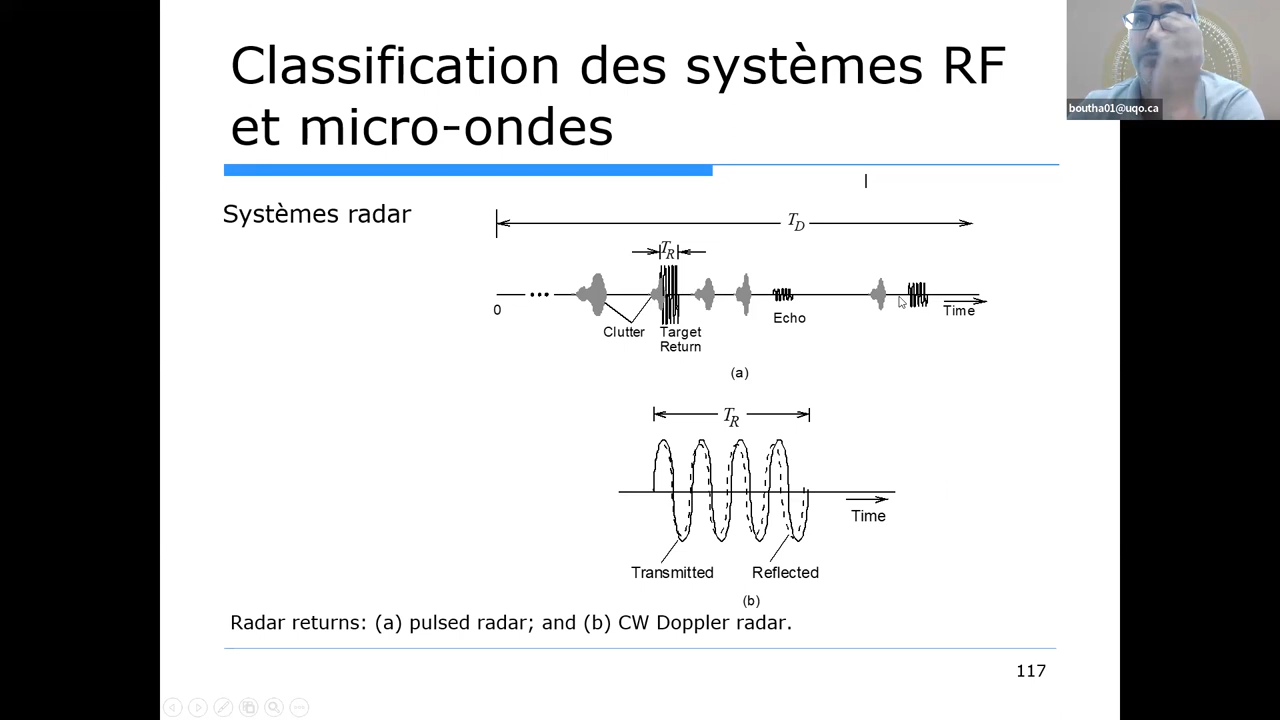 Classification des systèmes RF
et micro-ondes
boutha01@uqo.ca
Systèmes radar
T_D
T_R
0
Clutter
Target
Return
Echo
Time
(a)
T_R
Time
Transmitted
Reflected
(b)
Radar returns: (a) pulsed radar; and (b) CW Doppler radar.
117